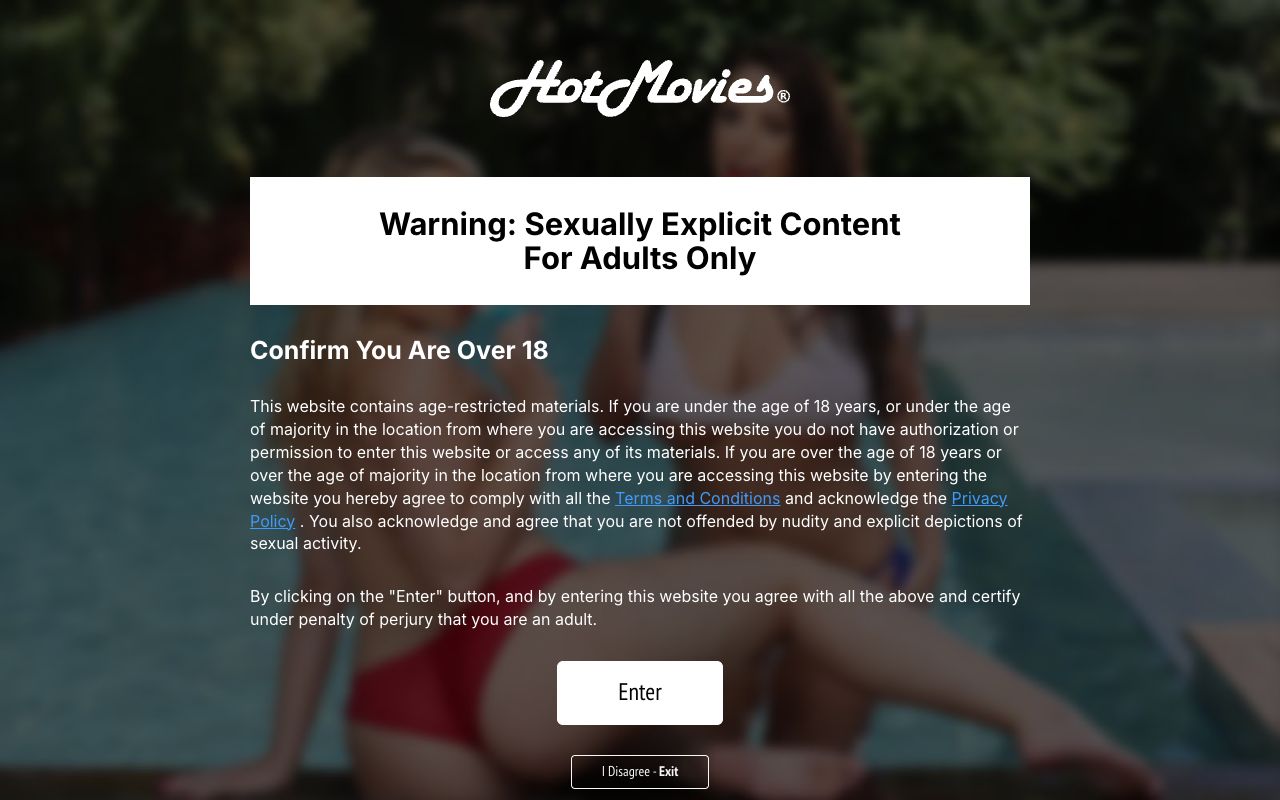 HotMovies®
Warning: Sexually Explicit Content
For Adults Only
Confirm You Are Over 18
This website contains age-restricted materials. If you are under the age of 18 years, or under the age
of majority in the location from where you are accessing this website you do not have authorization or
permission to enter this website or access any of its materials. If you are over the age of 18 years or
over the age of majority in the location from where you are accessing this website by entering the
website you hereby agree to comply with all the Terms and Conditions and acknowledge the Privacy
Policy . You also acknowledge and agree that you are not offended by nudity and explicit depictions of
sexual activity.
By clicking on the "Enter" button, and by entering this website you agree with all the above and certify
under penalty of perjury that you are an adult.
Enter
I Disagree - Exit